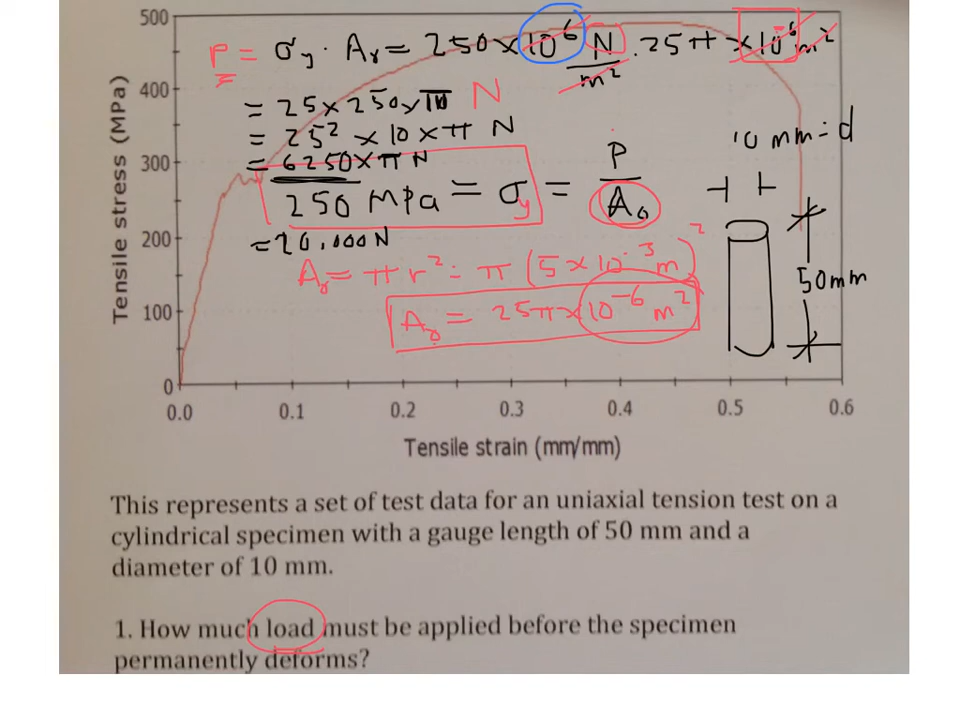 500
400
300
200
100
0
Tensile stress (MPa)
0.0 0.1 0.2 0.3 0.4 0.5 0.6
Tensile strain (mm/mm)
P = σy · A₀ = 250 × 10⁶ N/m² · 25π × 10⁻⁶ m²
= 25 × 250 × π N
= 25² × 10 × π N
= 6250 × π N
250 MPa = σy = P/A₀
= 20,000 N
A₀ = πr² = π (5 × 10⁻³ m)²
A₀ = 25π × 10⁻⁶ m²
10 mm = d
50mm
This represents a set of test data for an uniaxial tension test on a
cylindrical specimen with a gauge length of 50 mm and a
diameter of 10 mm.
1. How much load must be applied before the specimen
permanently deforms?